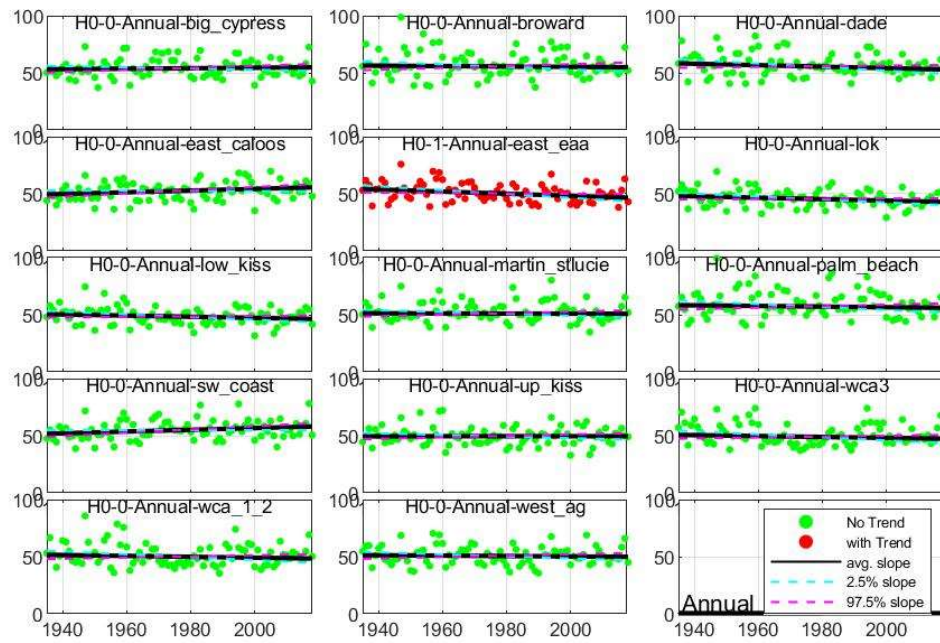 100 H0-0-Annual-big_cypress 100 H0-0-Annual-broward 100 H0-0-Annual-dade
50 50 50
0 0 0
100 H0-0-Annual-east_caloos 100 H0-1-Annual-east_eaa 100 H0-0-Annual-lok
50 50 50
0 0 0
100 H0-0-Annual-low_kiss 100 H0-0-Annual-martin_stlucie 100 H0-0-Annual-palm_beach
50 50 50
0 0 0
100 H0-0-Annual-sw_coast 100 H0-0-Annual-up_kiss 100 H0-0-Annual-wca3
50 50 50
0 0 0
100 H0-0-Annual-wca_1_2 100 H0-0-Annual-west_ag 100
50 50 50
0 0 0
1940 1960 1980 2000 1940 1960 1980 2000 1940 1960 1980 2000
No Trend
with Trend
avg. slope
2.5% slope
97.5% slope
Annual